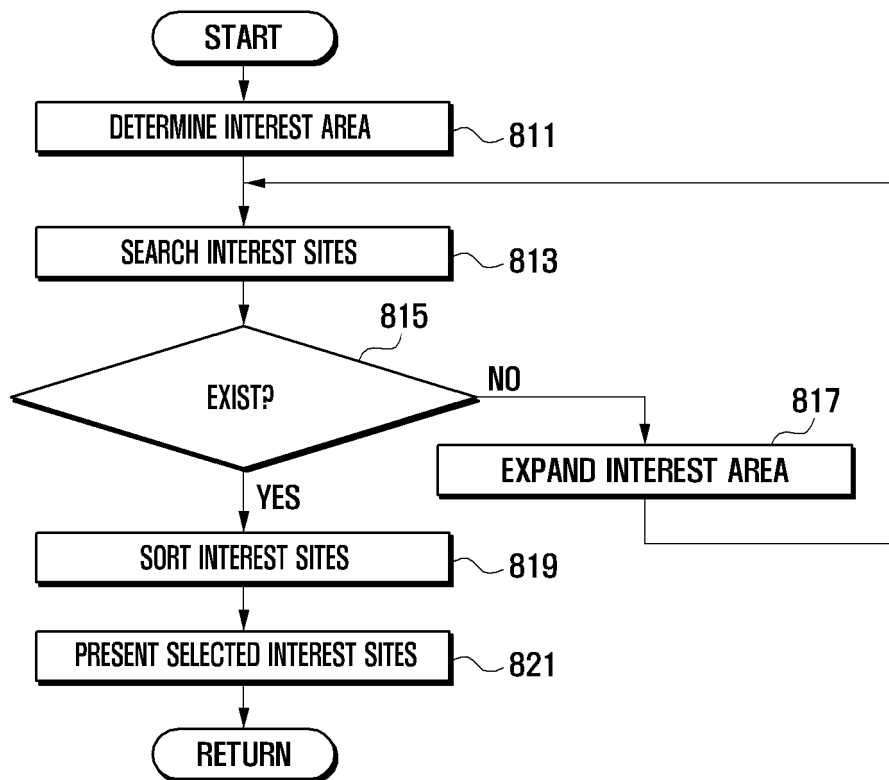 START
DETERMINE INTEREST AREA
811
SEARCH INTEREST SITES
813
815
EXIST?
NO
817
EXPAND INTEREST AREA
YES
SORT INTEREST SITES
819
PRESENT SELECTED INTEREST SITES
821
RETURN